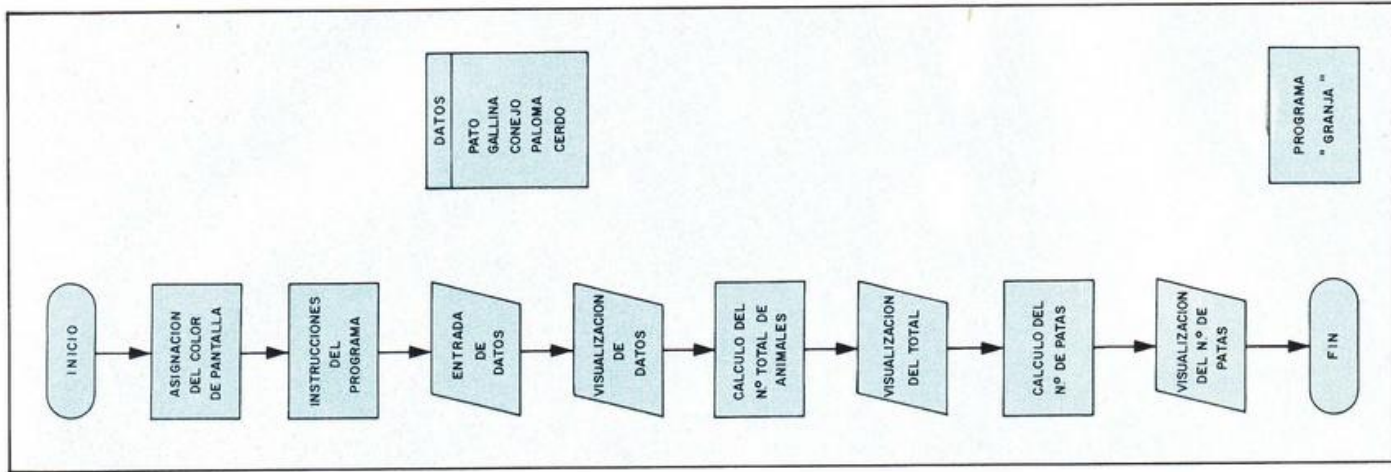 INICIO
ASIGNACION
DEL COLOR
DE PANTALLA
INSTRUCCIONES
DEL
PROGRAMA
ENTRADA
DE
DATOS
DATOS
PATO
GALLINA
CONEJO
PALOMA
CERDO
VISUALIZACION
DE
DATOS
CALCULO DEL
N.º TOTAL DE
ANIMALES
VISUALIZACION
DEL TOTAL
CALCULO DEL
Nº DE PATAS
VISUALIZACION
DEL N.º DE
PATAS
FIN
PROGRAMA
" GRANJA "